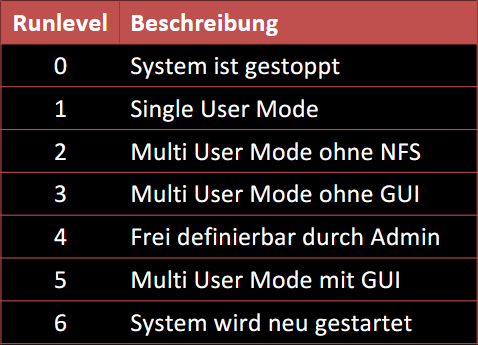 Runlevel Beschreibung
0 System ist gestoppt
1 Single User Mode
2 Multi User Mode ohne NFS
3 Multi User Mode ohne GUI
4 Frei definierbar durch Admin
5 Multi User Mode mit GUI
6 System wird neu gestartet